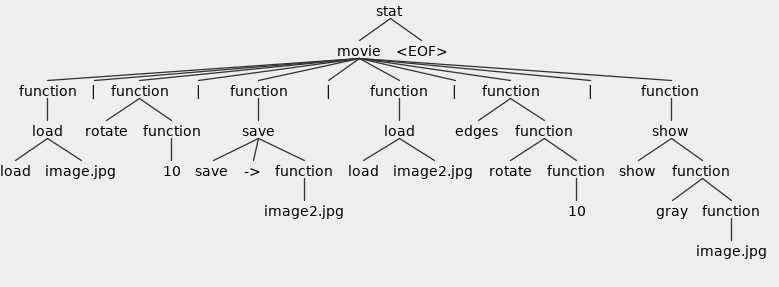 stat
movie <EOF>
function | function | function | function | function | function
load rotate function save load edges function show
load image.jpg 10 save -> function load image2.jpg rotate function show function
image2.jpg 10 gray function
image.jpg